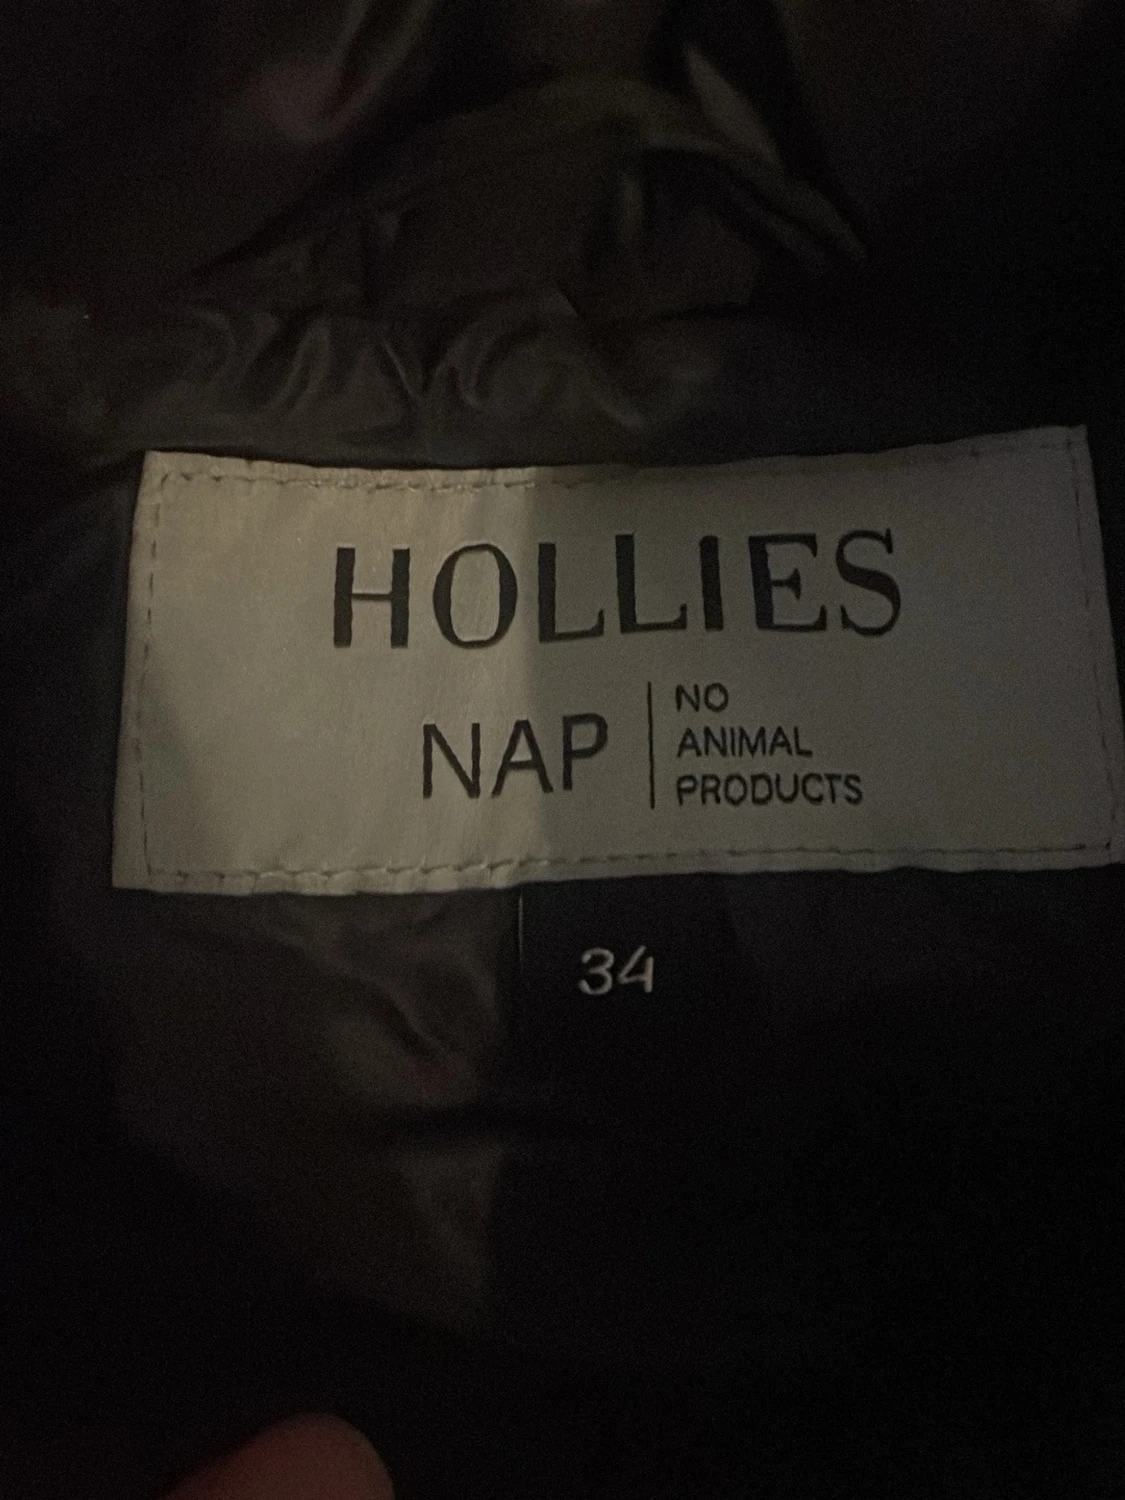 HOLLIES
NAP
NO
ANIMAL
PRODUCTS
34